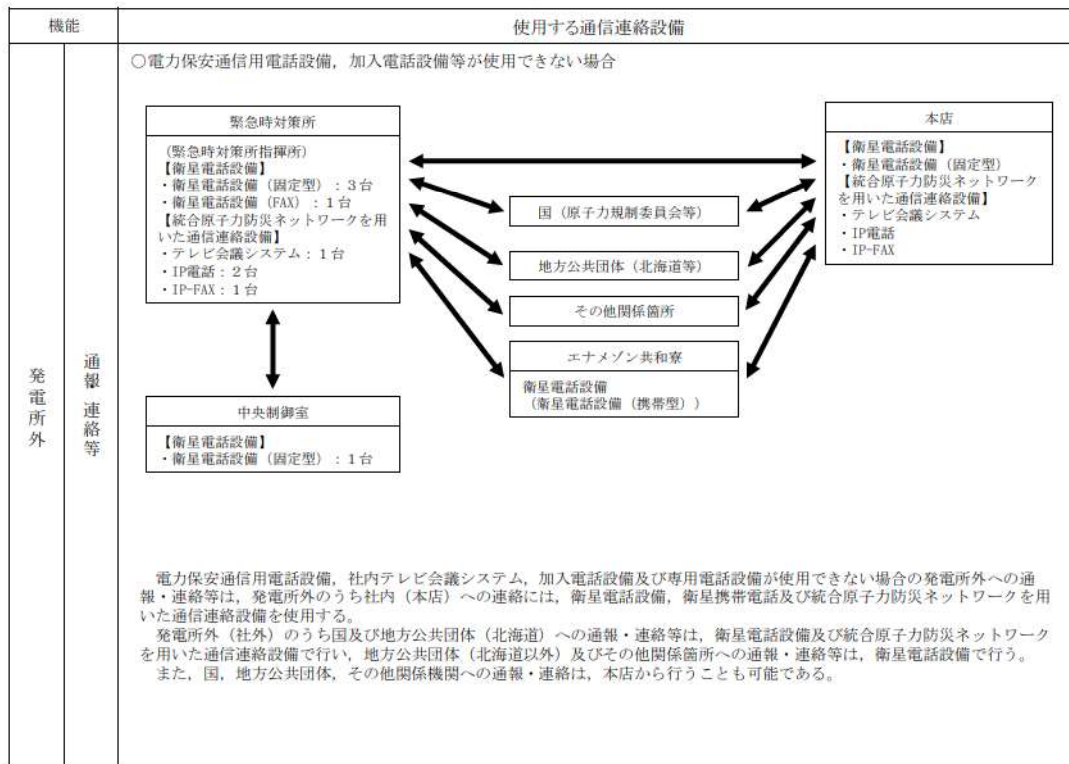 機能
使用する通信連絡設備
発電所外
通報・連絡等
○電力保安通信用電話設備，加入電話設備等が使用できない場合
緊急時対策所
（緊急時対策所指揮所）
【衛星電話設備】
・衛星電話設備（固定型）：３台
・衛星電話設備（FAX）：１台
【統合原子力防災ネットワークを用
いた通信連絡設備】
・テレビ会議システム：１台
・IP電話：２台
・IP-FAX：１台
中央制御室
【衛星電話設備】
・衛星電話設備（固定型）：１台
国（原子力規制委員会等）
地方公共団体（北海道等）
その他関係箇所
エナメゾン共和寮
衛星電話設備
（衛星電話設備（携帯型））
本店
【衛星電話設備】
・衛星電話設備（固定型）
【統合原子力防災ネットワーク
を用いた通信連絡設備】
・テレビ会議システム
・IP電話
・IP-FAX
電力保安通信用電話設備，社内テレビ会議システム，加入電話設備及び専用電話設備が使用できない場合の発電所外への通
報・連絡等は，発電所外のうち社内（本店）への連絡には，衛星電話設備，衛星携帯電話及び統合原子力防災ネットワークを用
いた通信連絡設備を使用する。
発電所外（社外）のうち国及び地方公共団体（北海道）への通報・連絡等は，衛星電話設備及び統合原子力防災ネットワーク
を用いた通信連絡設備で行い，地方公共団体（北海道以外）及びその他関係箇所への通報・連絡等は，衛星電話設備で行う。
また，国，地方公共団体，その他関係機関への通報・連絡は，本店から行うことも可能である。